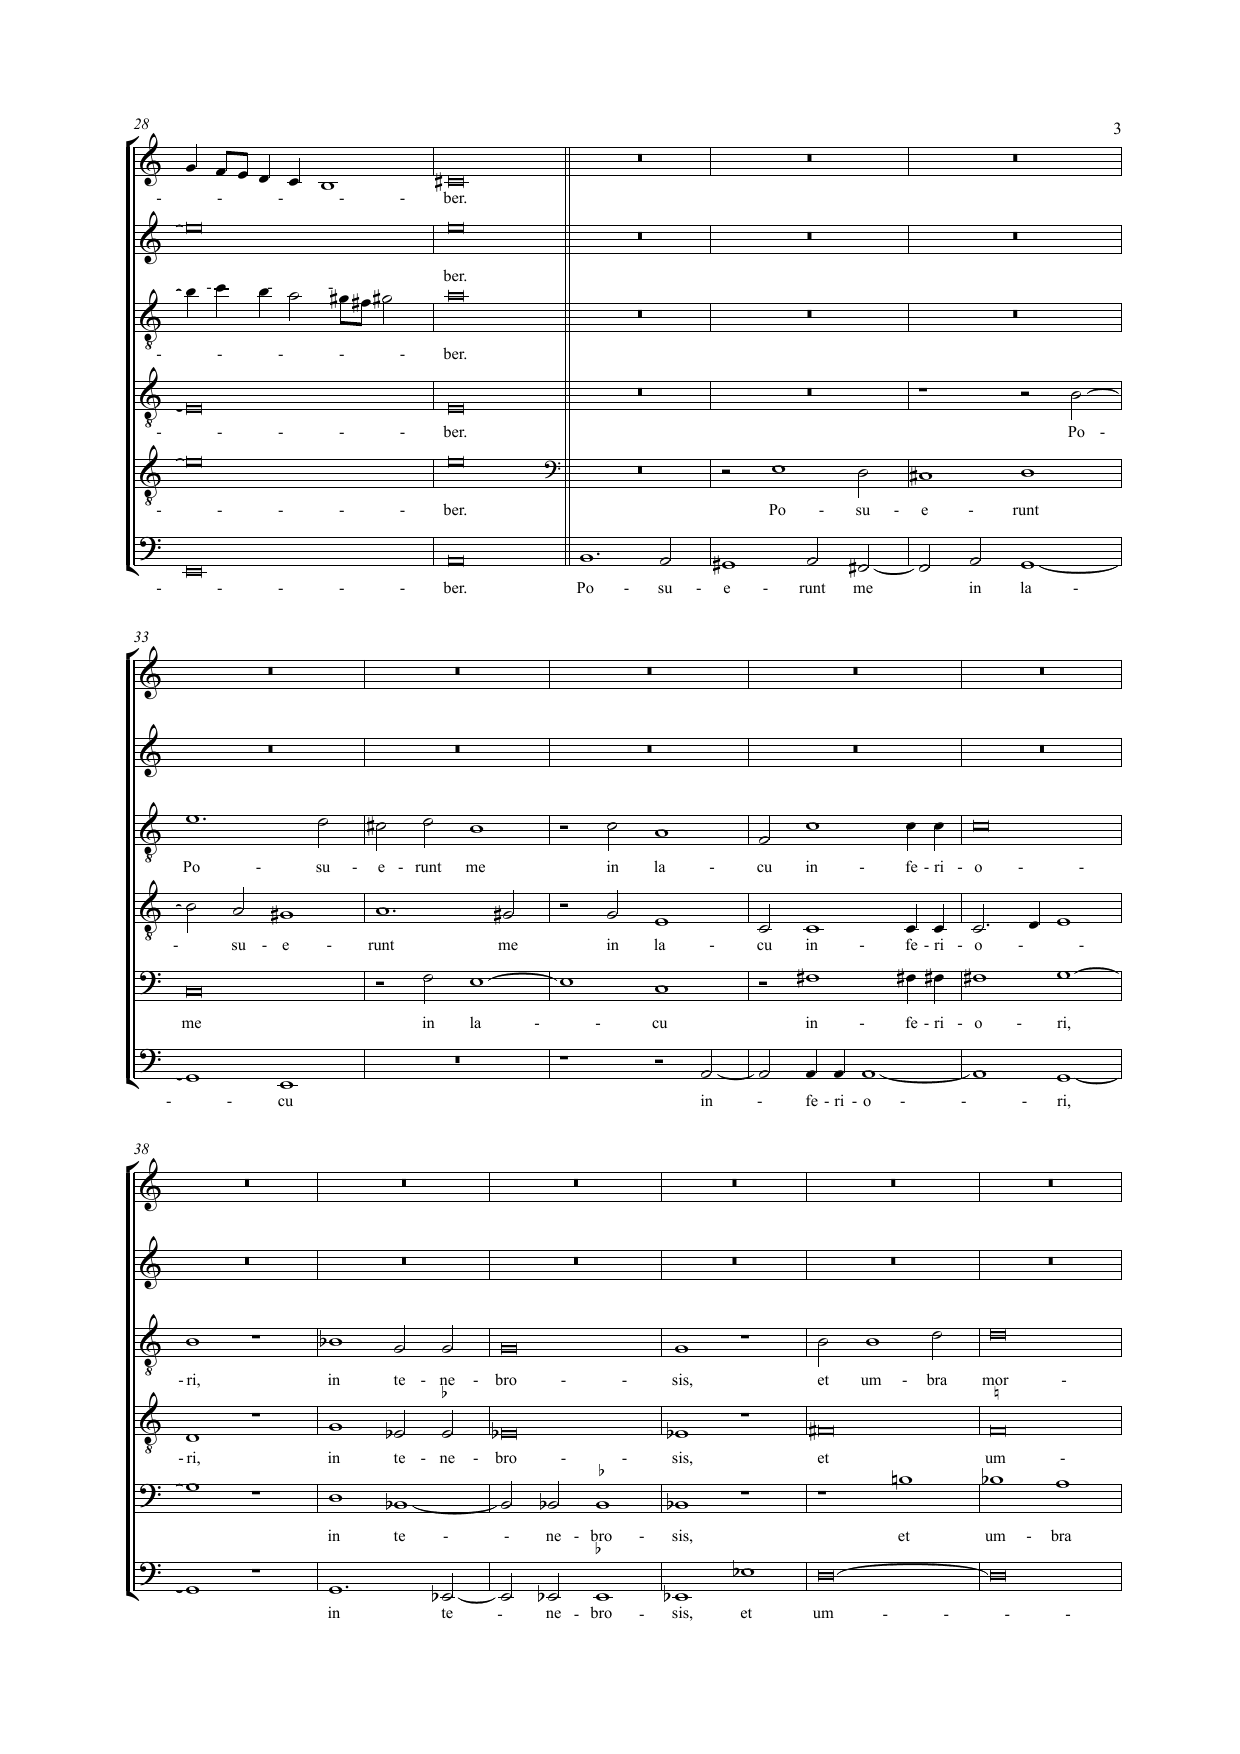 28
3
- - - - - ber.
ber.
- - - - - ber.
- - - - - ber. Po -
- - - - - ber. Po - su - e - runt
- - - - - ber. Po - su - e - runt me in la -
33
Po - su - e - runt me in la - cu in - fe - ri - o - -
- su - e - runt me in la - cu in - fe - ri - o - -
me in la - - cu in - fe - ri - o - ri,
- - cu in - fe - ri - o - - - ri,
38
- ri, in te - ne - bro - - sis, et um - bra mor -
- ri, in te - ne - bro - - sis, et um -
in te - - ne - bro - sis, et um - bra
in te - ne - bro - sis, et um - - - -